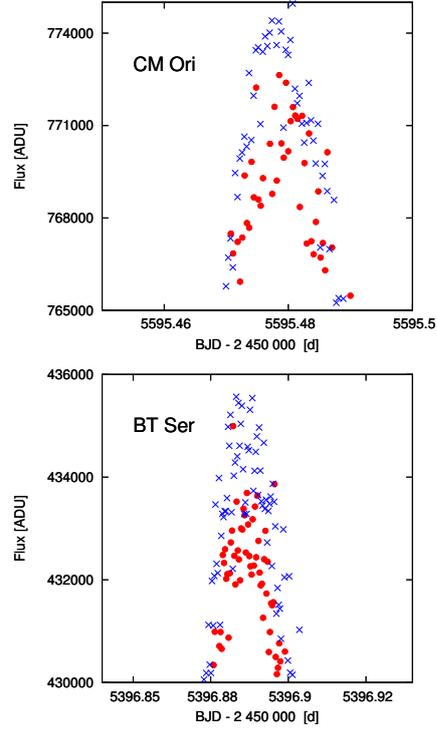 774000
CM Ori
771000
Flux [ADU]
768000
765000
5595.46 5595.48 5595.5
BJD - 2 450 000 [d]
436000
BT Ser
434000
Flux [ADU]
432000
430000
5396.85 5396.88 5396.9 5396.92
BJD - 2 450 000 [d]